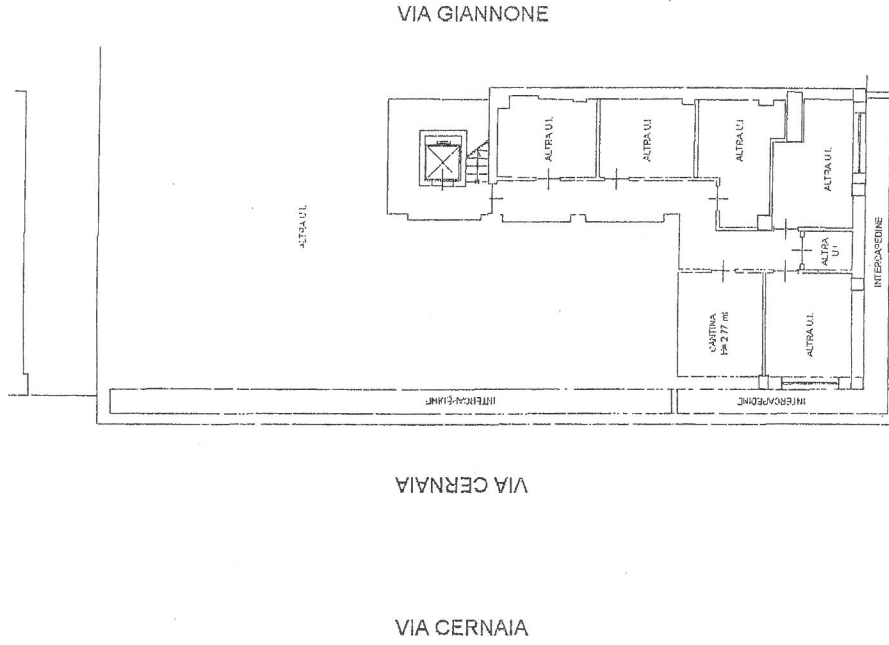 VIA GIANNONE
ALTRA U.I.
ALTRA U.I
ALTRA U.I
ALTRA U.I.
ALTRA U.I.
ALTRA U.I
INTERCAPEDINE
CANTINA
H= 2.77 ml
ALTRA U.I.
INTERCAPEDINE
INTERCAPEDINE
VIA CERNAIA
VIA CERNAIA